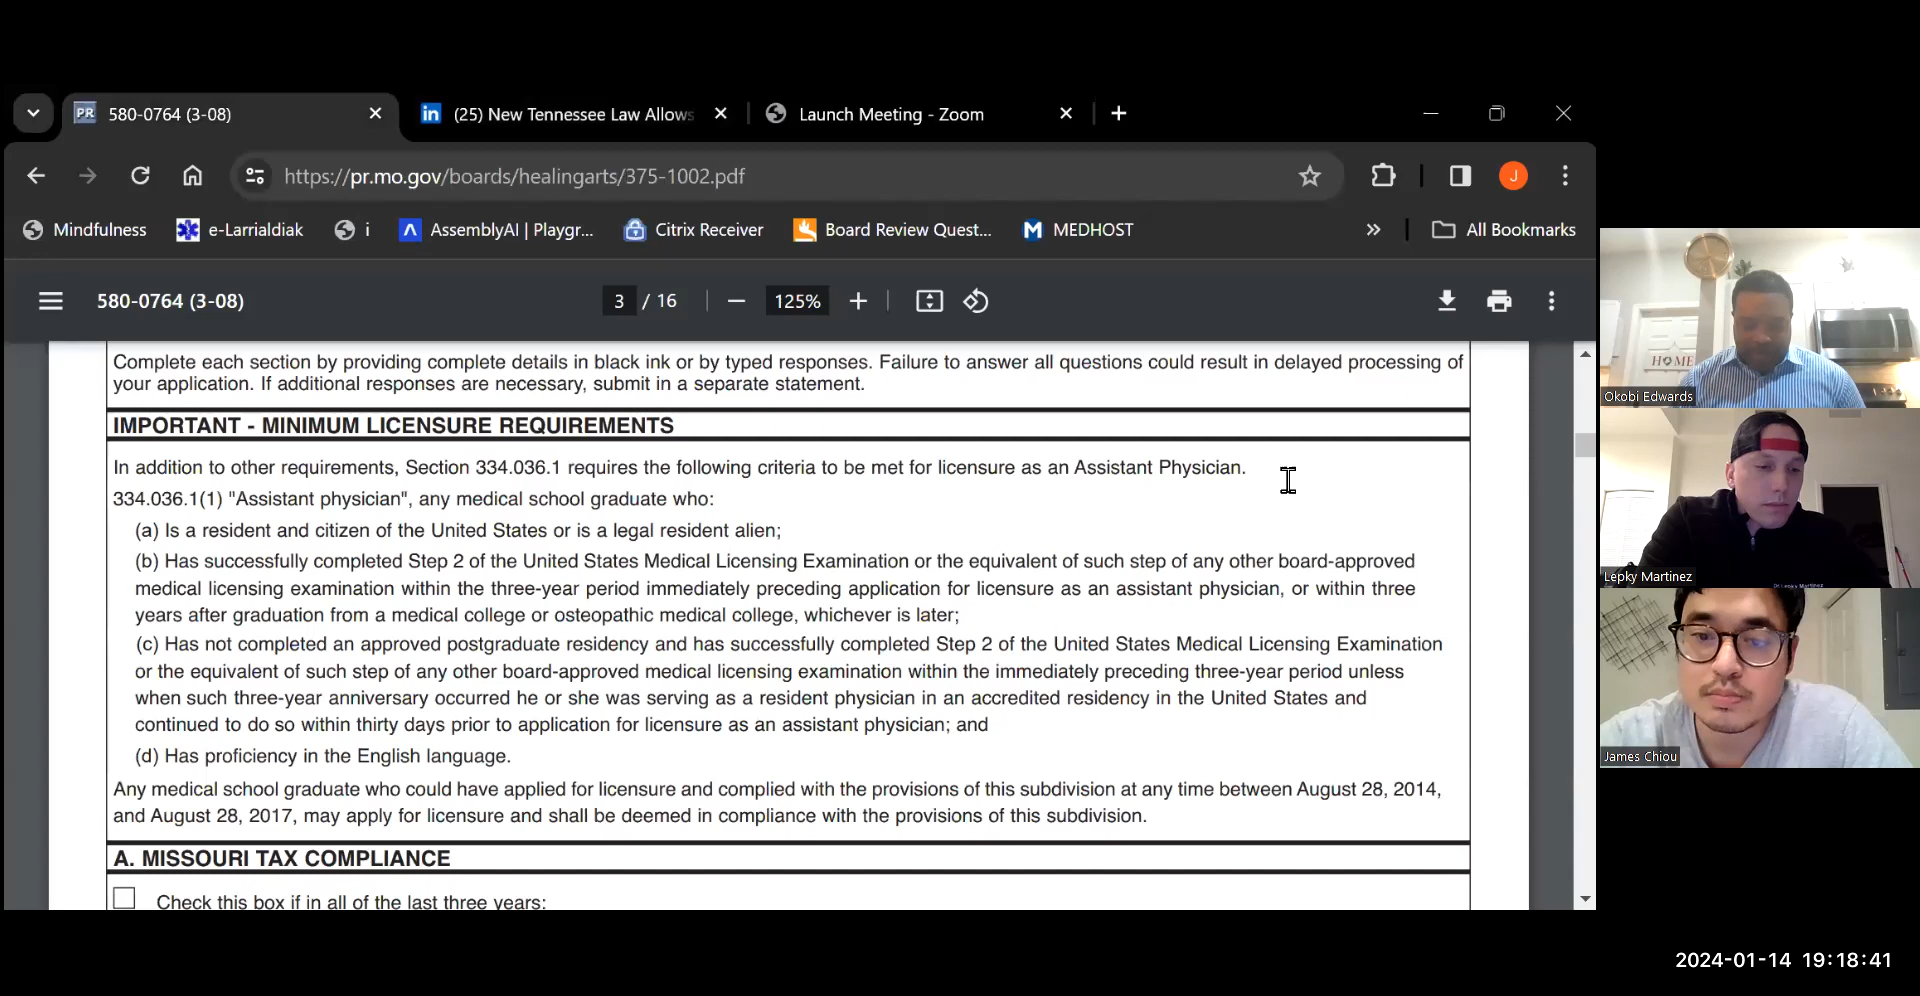 580-0764 (3-08)
(25) New Tennessee Law Allows
Launch Meeting - Zoom
https://pr.mo.gov/boards/healingarts/375-1002.pdf
J
Mindfulness
e-Larrialdiak
i
AssemblyAI | Playgr...
Citrix Receiver
Board Review Quest...
MEDHOST
»
All Bookmarks
580-0764 (3-08)
3 / 16
125%
Complete each section by providing complete details in black ink or by typed responses. Failure to answer all questions could result in delayed processing of
your application. If additional responses are necessary, submit in a separate statement.
IMPORTANT - MINIMUM LICENSURE REQUIREMENTS
In addition to other requirements, Section 334.036.1 requires the following criteria to be met for licensure as an Assistant Physician.
334.036.1(1) "Assistant physician", any medical school graduate who:
(a) Is a resident and citizen of the United States or is a legal resident alien;
(b) Has successfully completed Step 2 of the United States Medical Licensing Examination or the equivalent of such step of any other board-approved
medical licensing examination within the three-year period immediately preceding application for licensure as an assistant physician, or within three
years after graduation from a medical college or osteopathic medical college, whichever is later;
(c) Has not completed an approved postgraduate residency and has successfully completed Step 2 of the United States Medical Licensing Examination
or the equivalent of such step of any other board-approved medical licensing examination within the immediately preceding three-year period unless
when such three-year anniversary occurred he or she was serving as a resident physician in an accredited residency in the United States and
continued to do so within thirty days prior to application for licensure as an assistant physician; and
(d) Has proficiency in the English language.
Any medical school graduate who could have applied for licensure and complied with the provisions of this subdivision at any time between August 28, 2014,
and August 28, 2017, may apply for licensure and shall be deemed in compliance with the provisions of this subdivision.
A. MISSOURI TAX COMPLIANCE
Check this box if in all of the last three years:
HOME
Okobi Edwards
Lepky Martinez
James Chiou
2024-01-14 19:18:41